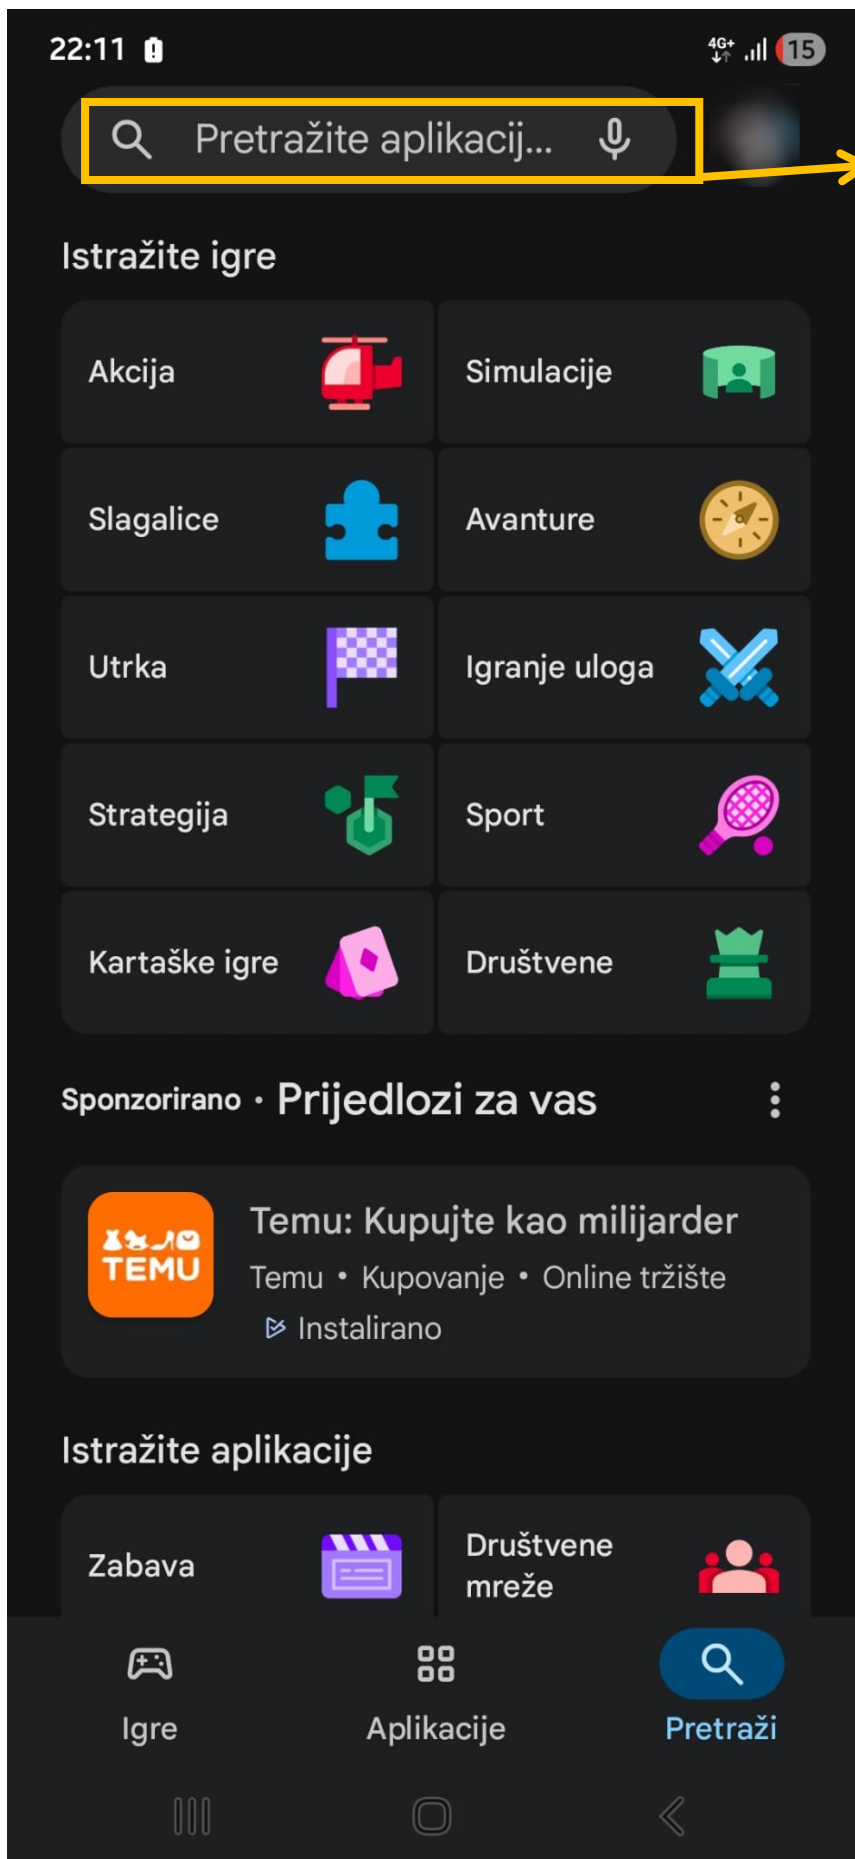 22:11
4G+ 15
Pretražite aplikacij...
Istražite igre
Akcija
Simulacije
Slagalice
Avanture
Utrka
Igranje uloga
Strategija
Sport
Kartaške igre
Društvene
Sponzorirano • Prijedlozi za vas
TEMU
Temu: Kupujte kao milijarder
Temu • Kupovanje • Online tržište
Instalirano
Istražite aplikacije
Zabava
Društvene
mreže
Igre
Aplikacije
Pretraži